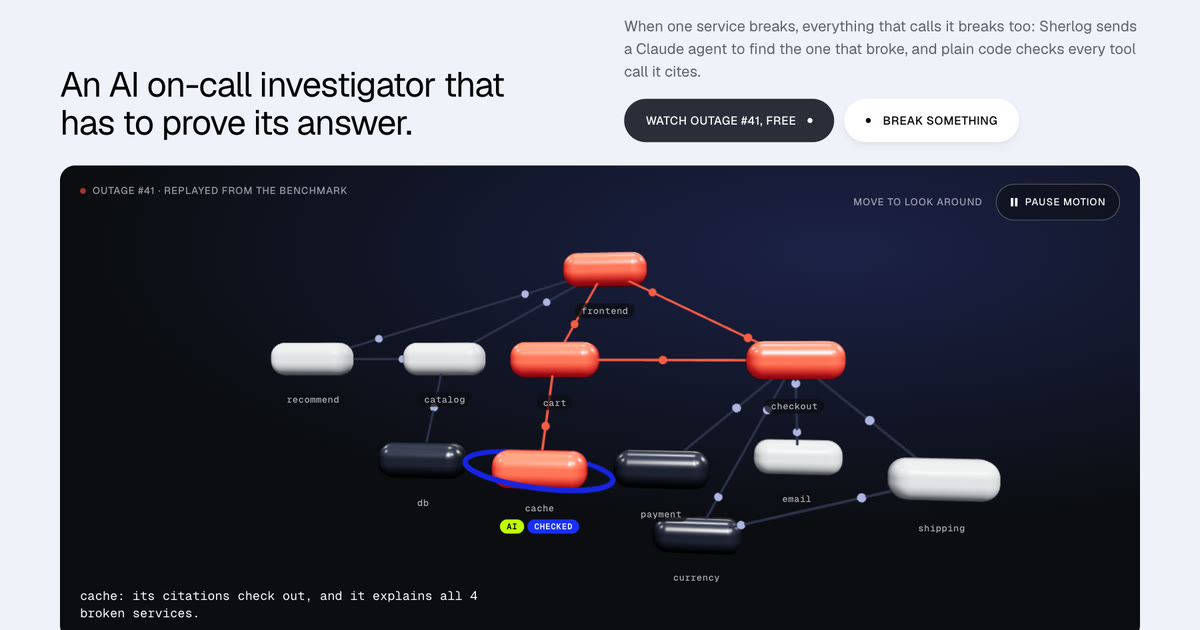 When one service breaks, everything that calls it breaks too: Sherlog sends
a Claude agent to find the one that broke, and plain code checks every tool
call it cites.
An AI on-call investigator that
has to prove its answer.
WATCH OUTAGE #41, FREE
BREAK SOMETHING
OUTAGE #41 · REPLAYED FROM THE BENCHMARK
MOVE TO LOOK AROUND
PAUSE MOTION
frontend
recommend
catalog
cart
checkout
db
cache
AI CHECKED
payment
email
shipping
currency
cache: its citations check out, and it explains all 4
broken services.